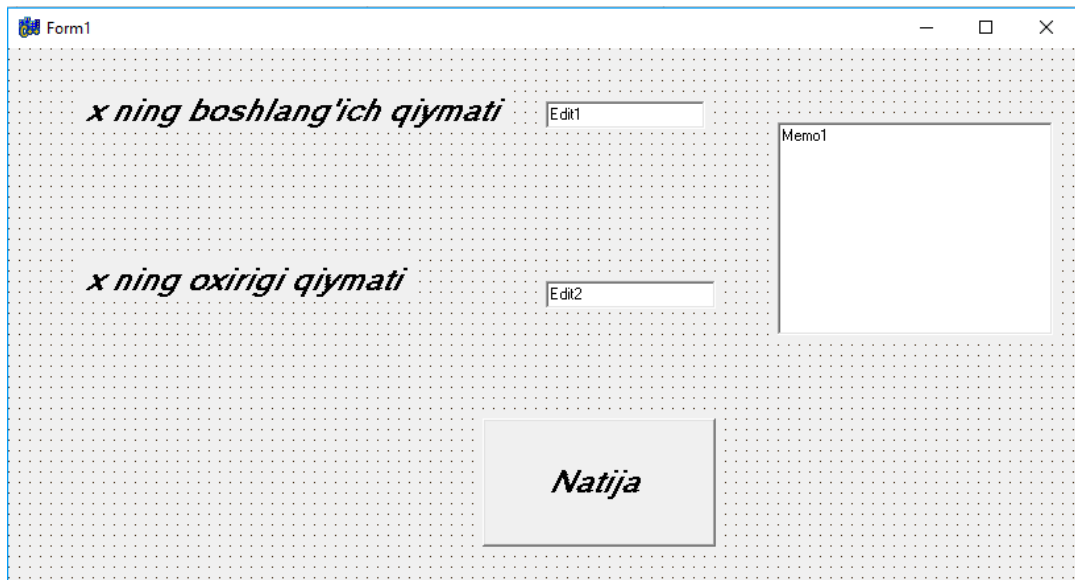 Form1
x ning boshlang'ich qiymati
Edit1
Memo1
x ning oxirigi qiymati
Edit2
Natija